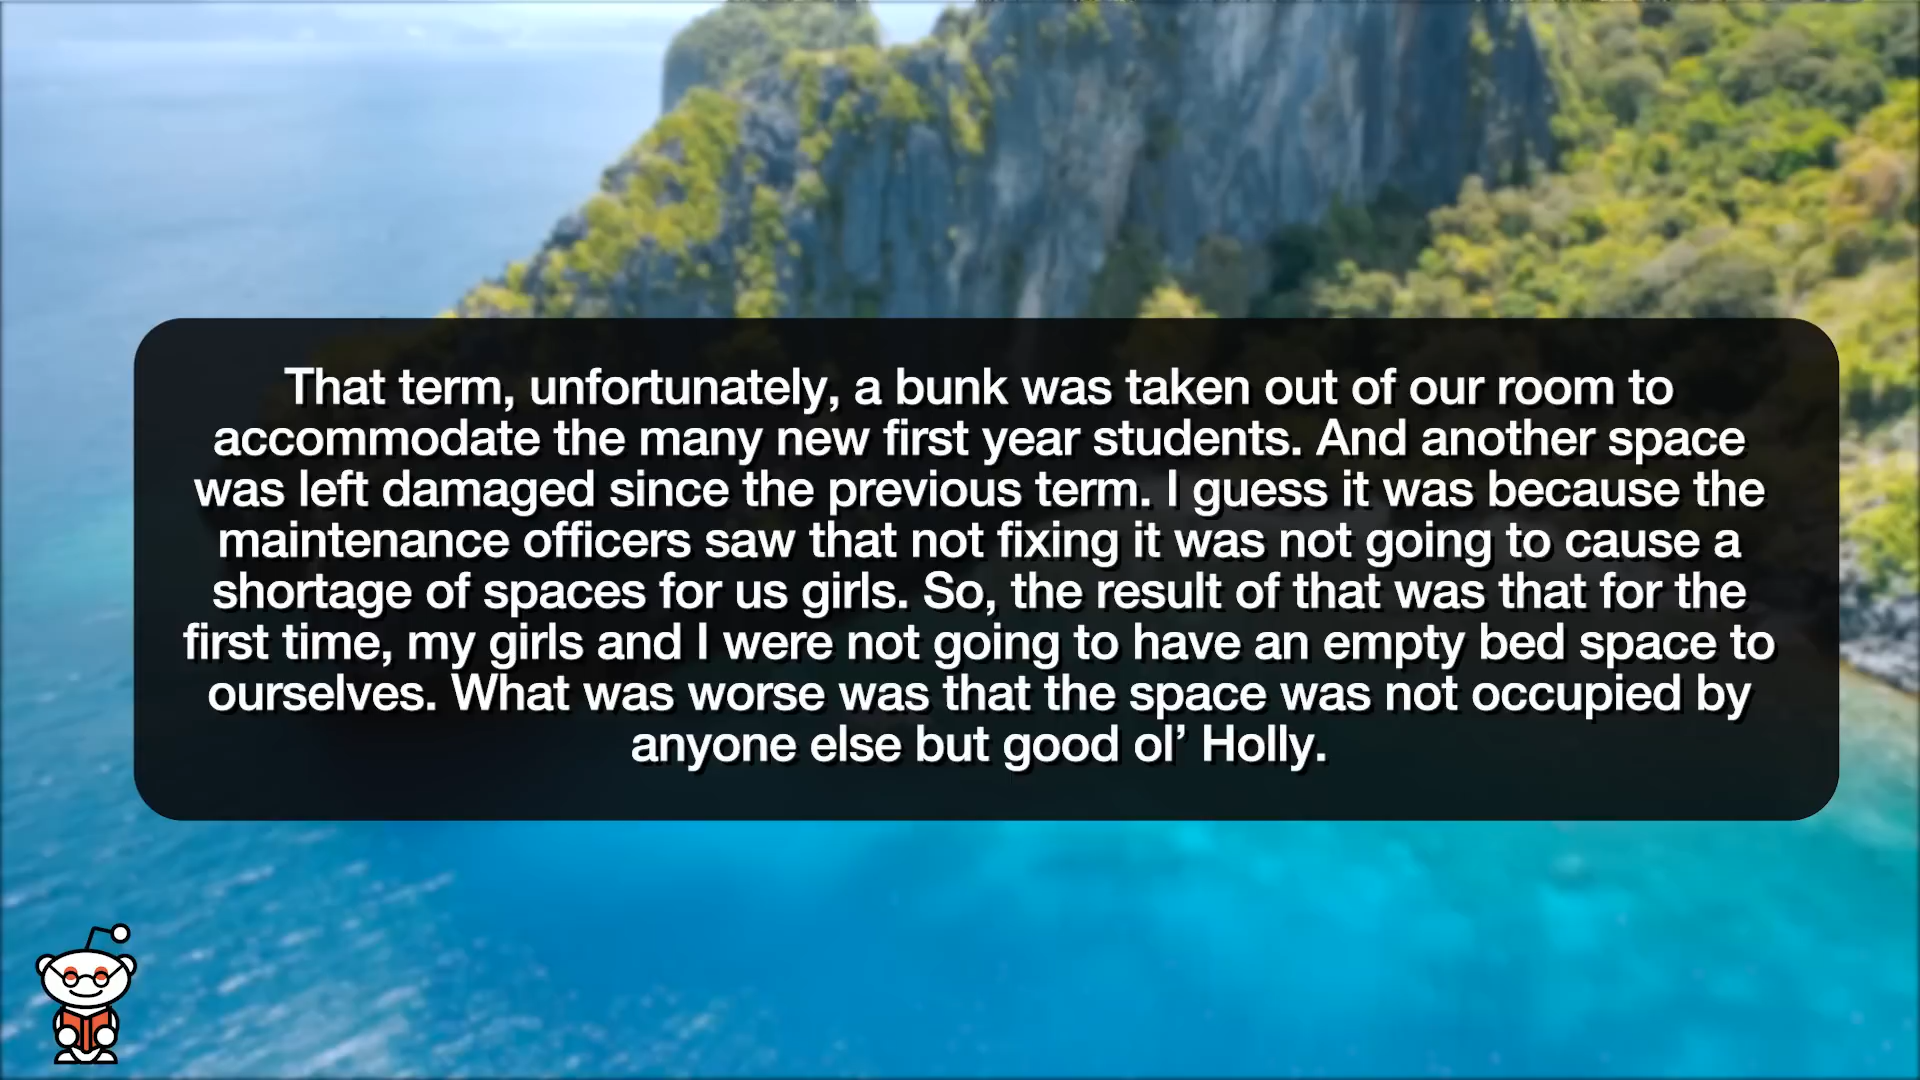 That term, unfortunately, a bunk was taken out of our room to
accommodate the many new first year students. And another space
was left damaged since the previous term. I guess it was because the
maintenance officers saw that not fixing it was not going to cause a
shortage of spaces for us girls. So, the result of that was that for the
first time, my girls and I were not going to have an empty bed space to
ourselves. What was worse was that the space was not occupied by
anyone else but good ol’ Holly.